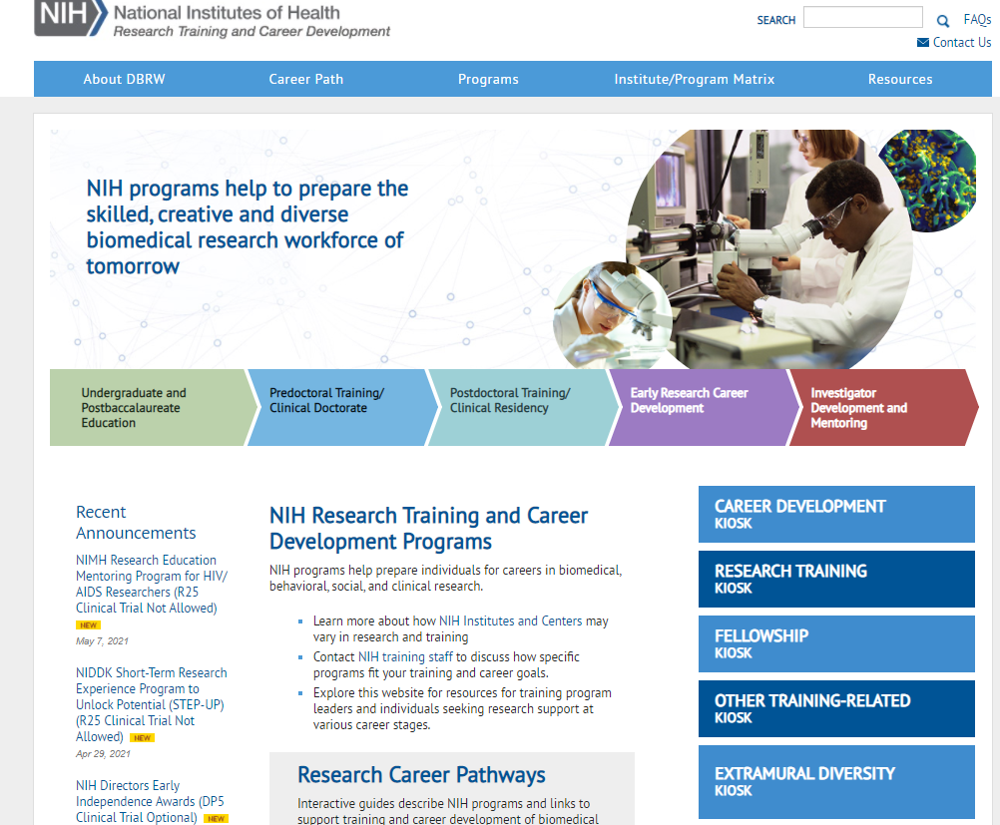 NIH National Institutes of Health
Research Training and Career Development
SEARCH
FAQs
Contact Us
About DBRW
Career Path
Programs
Institute/Program Matrix
Resources
NIH programs help to prepare the
skilled, creative and diverse
biomedical research workforce of
tomorrow
Undergraduate and
Postbaccalaureate
Education
Predoctoral Training/
Clinical Doctorate
Postdoctoral Training/
Clinical Residency
Early Research Career
Development
Investigator
Development and
Mentoring
Recent
Announcements
NIMH Research Education
Mentoring Program for HIV/
AIDS Researchers (R25
Clinical Trial Not Allowed)
NEW
May 7, 2021
NIDDK Short-Term Research
Experience Program to
Unlock Potential (STEP-UP)
(R25 Clinical Trial Not
Allowed) NEW
Apr 29, 2021
NIH Directors Early
Independence Awards (DP5
Clinical Trial Optional) NEW
NIH Research Training and Career
Development Programs
NIH programs help prepare individuals for careers in biomedical,
behavioral, social, and clinical research.
Learn more about how NIH Institutes and Centers may
vary in research and training
Contact NIH training staff to discuss how specific
programs fit your training and career goals.
Explore this website for resources for training program
leaders and individuals seeking research support at
various career stages.
Research Career Pathways
Interactive guides describe NIH programs and links to
support training and career development of biomedical
CAREER DEVELOPMENT
KIOSK
RESEARCH TRAINING
KIOSK
FELLOWSHIP
KIOSK
OTHER TRAINING-RELATED
KIOSK
EXTRAMURAL DIVERSITY
KIOSK